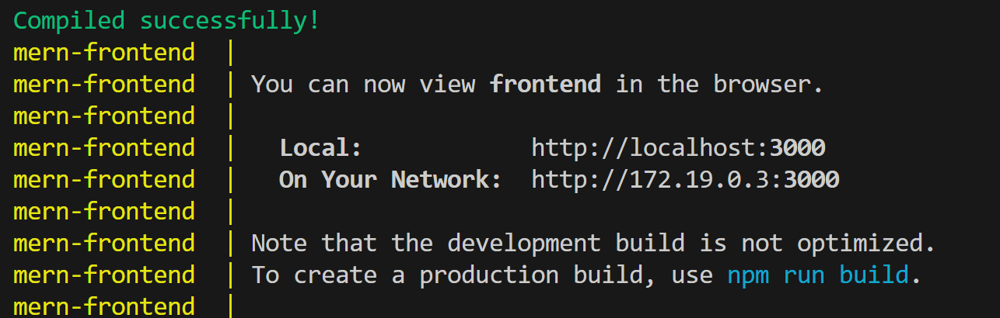 Compiled successfully!
mern-frontend  |
mern-frontend  | You can now view frontend in the browser.
mern-frontend  |
mern-frontend  |   Local:            http://localhost:3000
mern-frontend  |   On Your Network:  http://172.19.0.3:3000
mern-frontend  |
mern-frontend  | Note that the development build is not optimized.
mern-frontend  | To create a production build, use npm run build.
mern-frontend  |